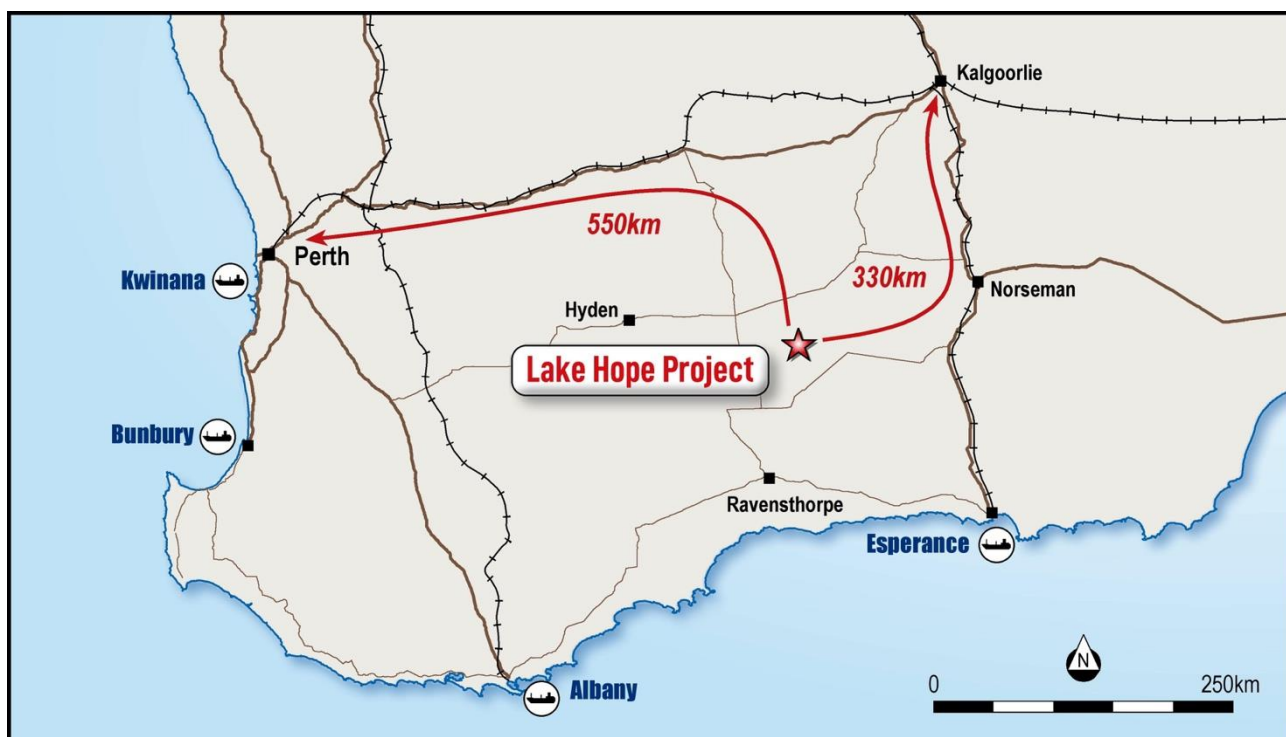 Kalgoorlie
550km
Perth
Kwinana
330km
Norseman
Hyden
Lake Hope Project
Bunbury
Ravensthorpe
Esperance
N
Albany
0 250km